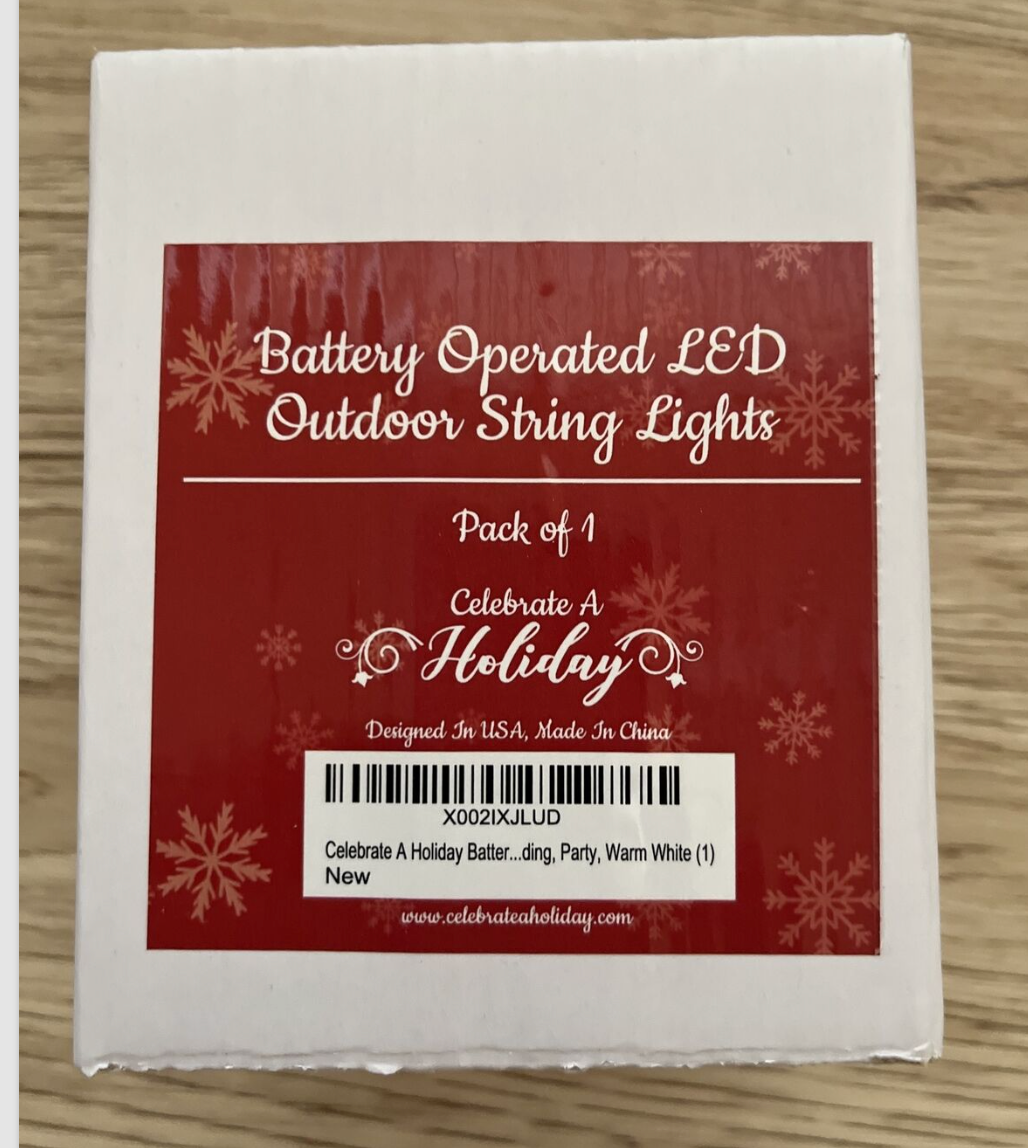 Battery Operated LED
Outdoor String Lights
Pack of 1
Celebrate A
Holiday
Designed In USA, Made In China
X002IXJLUD
Celebrate A Holiday Batter...ding, Party, Warm White (1)
New
www.celebrateaholiday.com